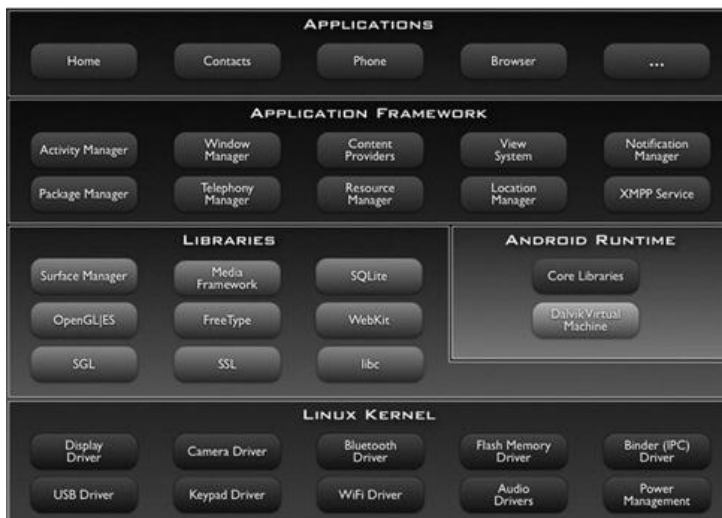 APPLICATIONS
Home Contacts Phone Browser ...
APPLICATION FRAMEWORK
Activity Manager Window Manager Content Providers View System Notification Manager
Package Manager Telephony Manager Resource Manager Location Manager XMPP Service
LIBRARIES
Surface Manager Media Framework SQLite
OpenGL|ES FreeType WebKit
SGL SSL libc
ANDROID RUNTIME
Core Libraries
Dalvik Virtual Machine
LINUX KERNEL
Display Driver Camera Driver Bluetooth Driver Flash Memory Driver Binder (IPC) Driver
USB Driver Keypad Driver WiFi Driver Audio Drivers Power Management